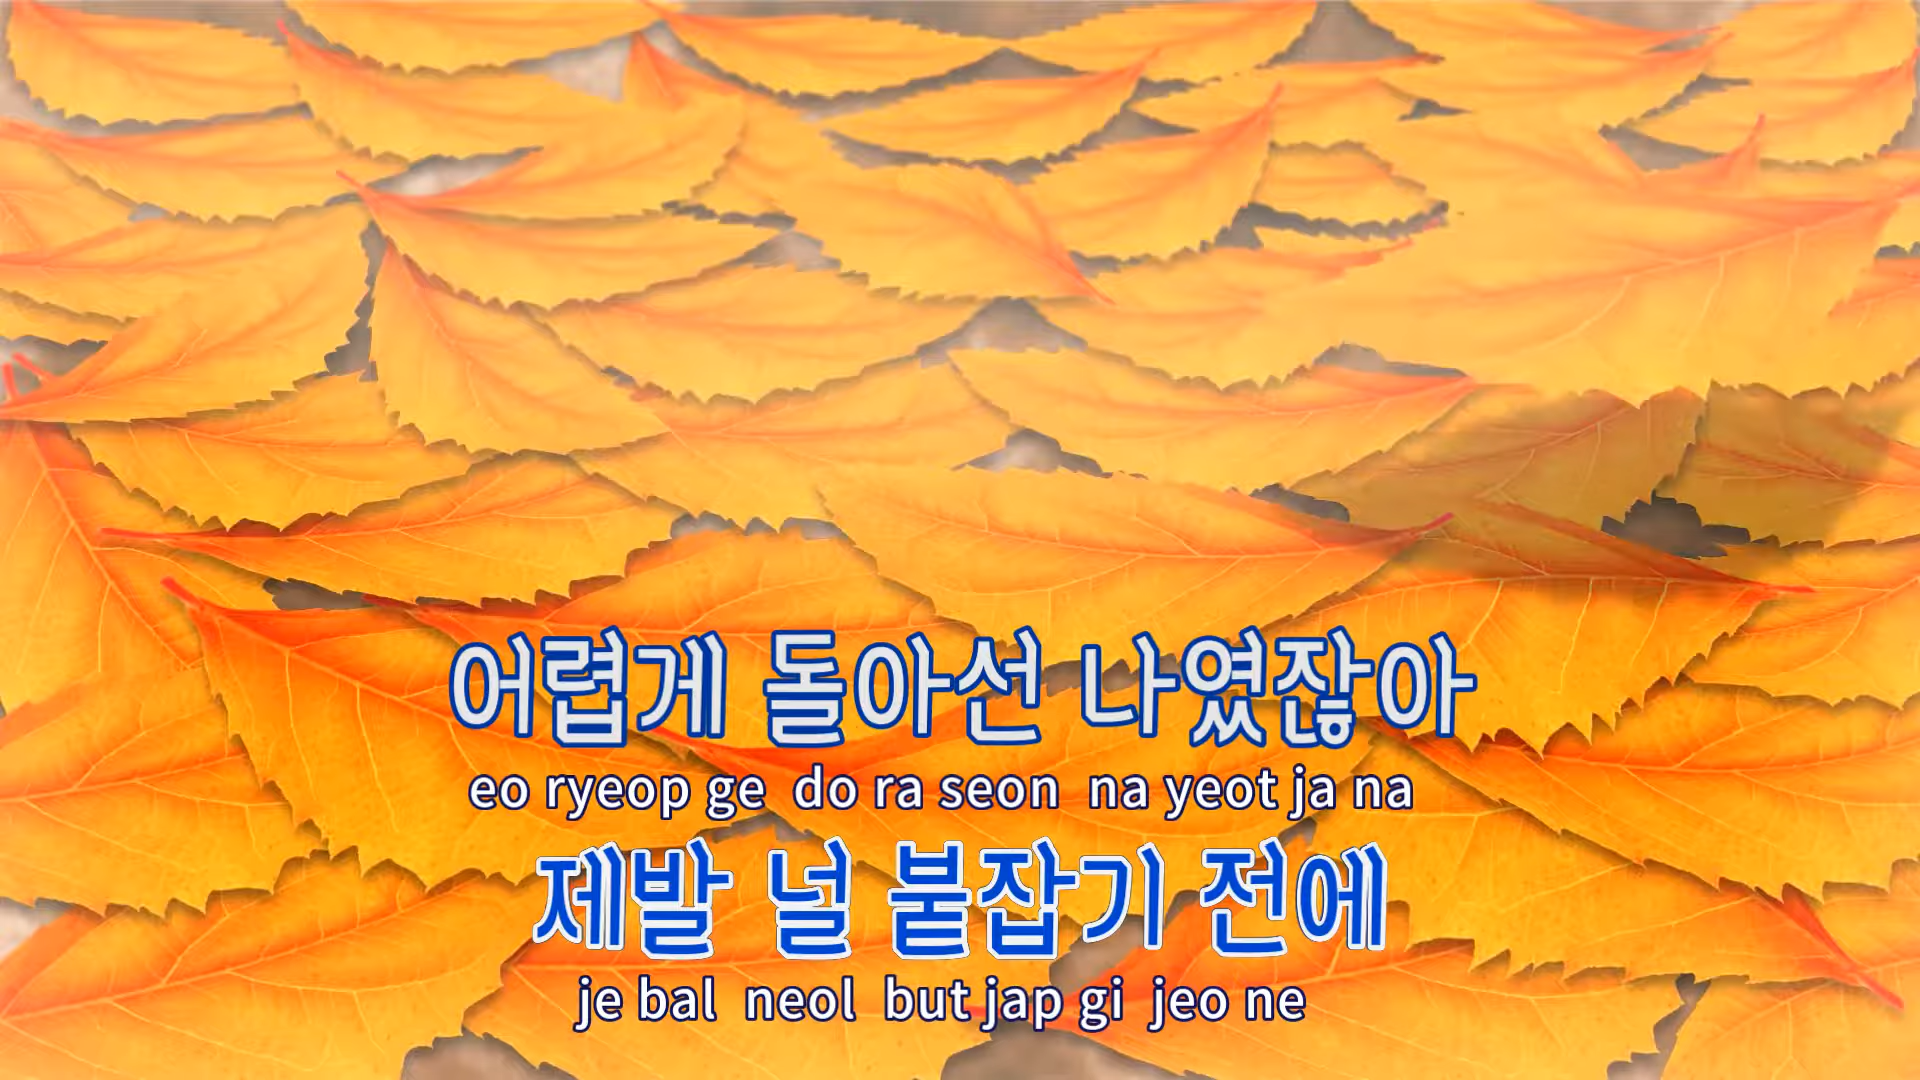 어렵게 돌아선 나였잖아
eo ryeop ge do ra seon na yeot ja na
제발 널 붙잡기 전에
je bal neol but jap gi jeo ne